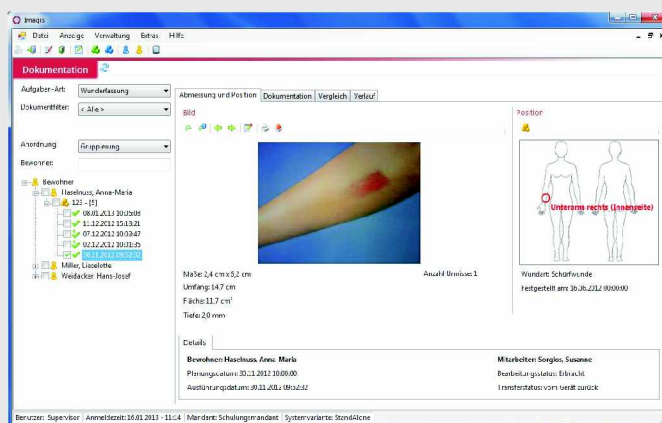 Imagis
Datei Anzeige Verwaltung Extras Hilfe
Dokumentation
Aufgaben-Art: Wunderfassung
Dokumentfilter: < Alle >
Anordnung Gruppierung
Bewohner:
Bewohner
Haselnuss, Anna-Maria
123 - [5]
08.01.2013
11.12.2012 15:13:21
07.12.2012 10:03:47
02.12.2012 10:01:35
30.11.2012 09:52:32
Miller, Lieselotte
Weidacker, Hans-Josef
Abmessung und Position Dokumentation Vergleich Verlauf
Bild
Maße: 2,4 cm x 5,2 cm
Anzahl Umrisse: 1
Umfang: 14,7 cm
Fläche: 11,7 cm²
Tiefe: 2,0 mm
Position
Unterarm rechts (Innenseite)
Wundart: Schürfwunde
Festgestellt am: 16.06.2012 00:00:00
Details
Bewohner: Haselnuss, Anna-Maria
Mitarbeiter: Sorglos, Susanne
Planungsdatum: 30.11.2012 10:00:00
Bearbeitungsstatus: Erbracht
Ausführungsdatum: 30.11.2012 09:52:32
Transferstatus: vom Gerät zurück
Benutzer: Supervisor Anmeldezeit: 16.01.2013 - 11:14 Mandant: Schulungsmandant Systemvariante: StandAlone